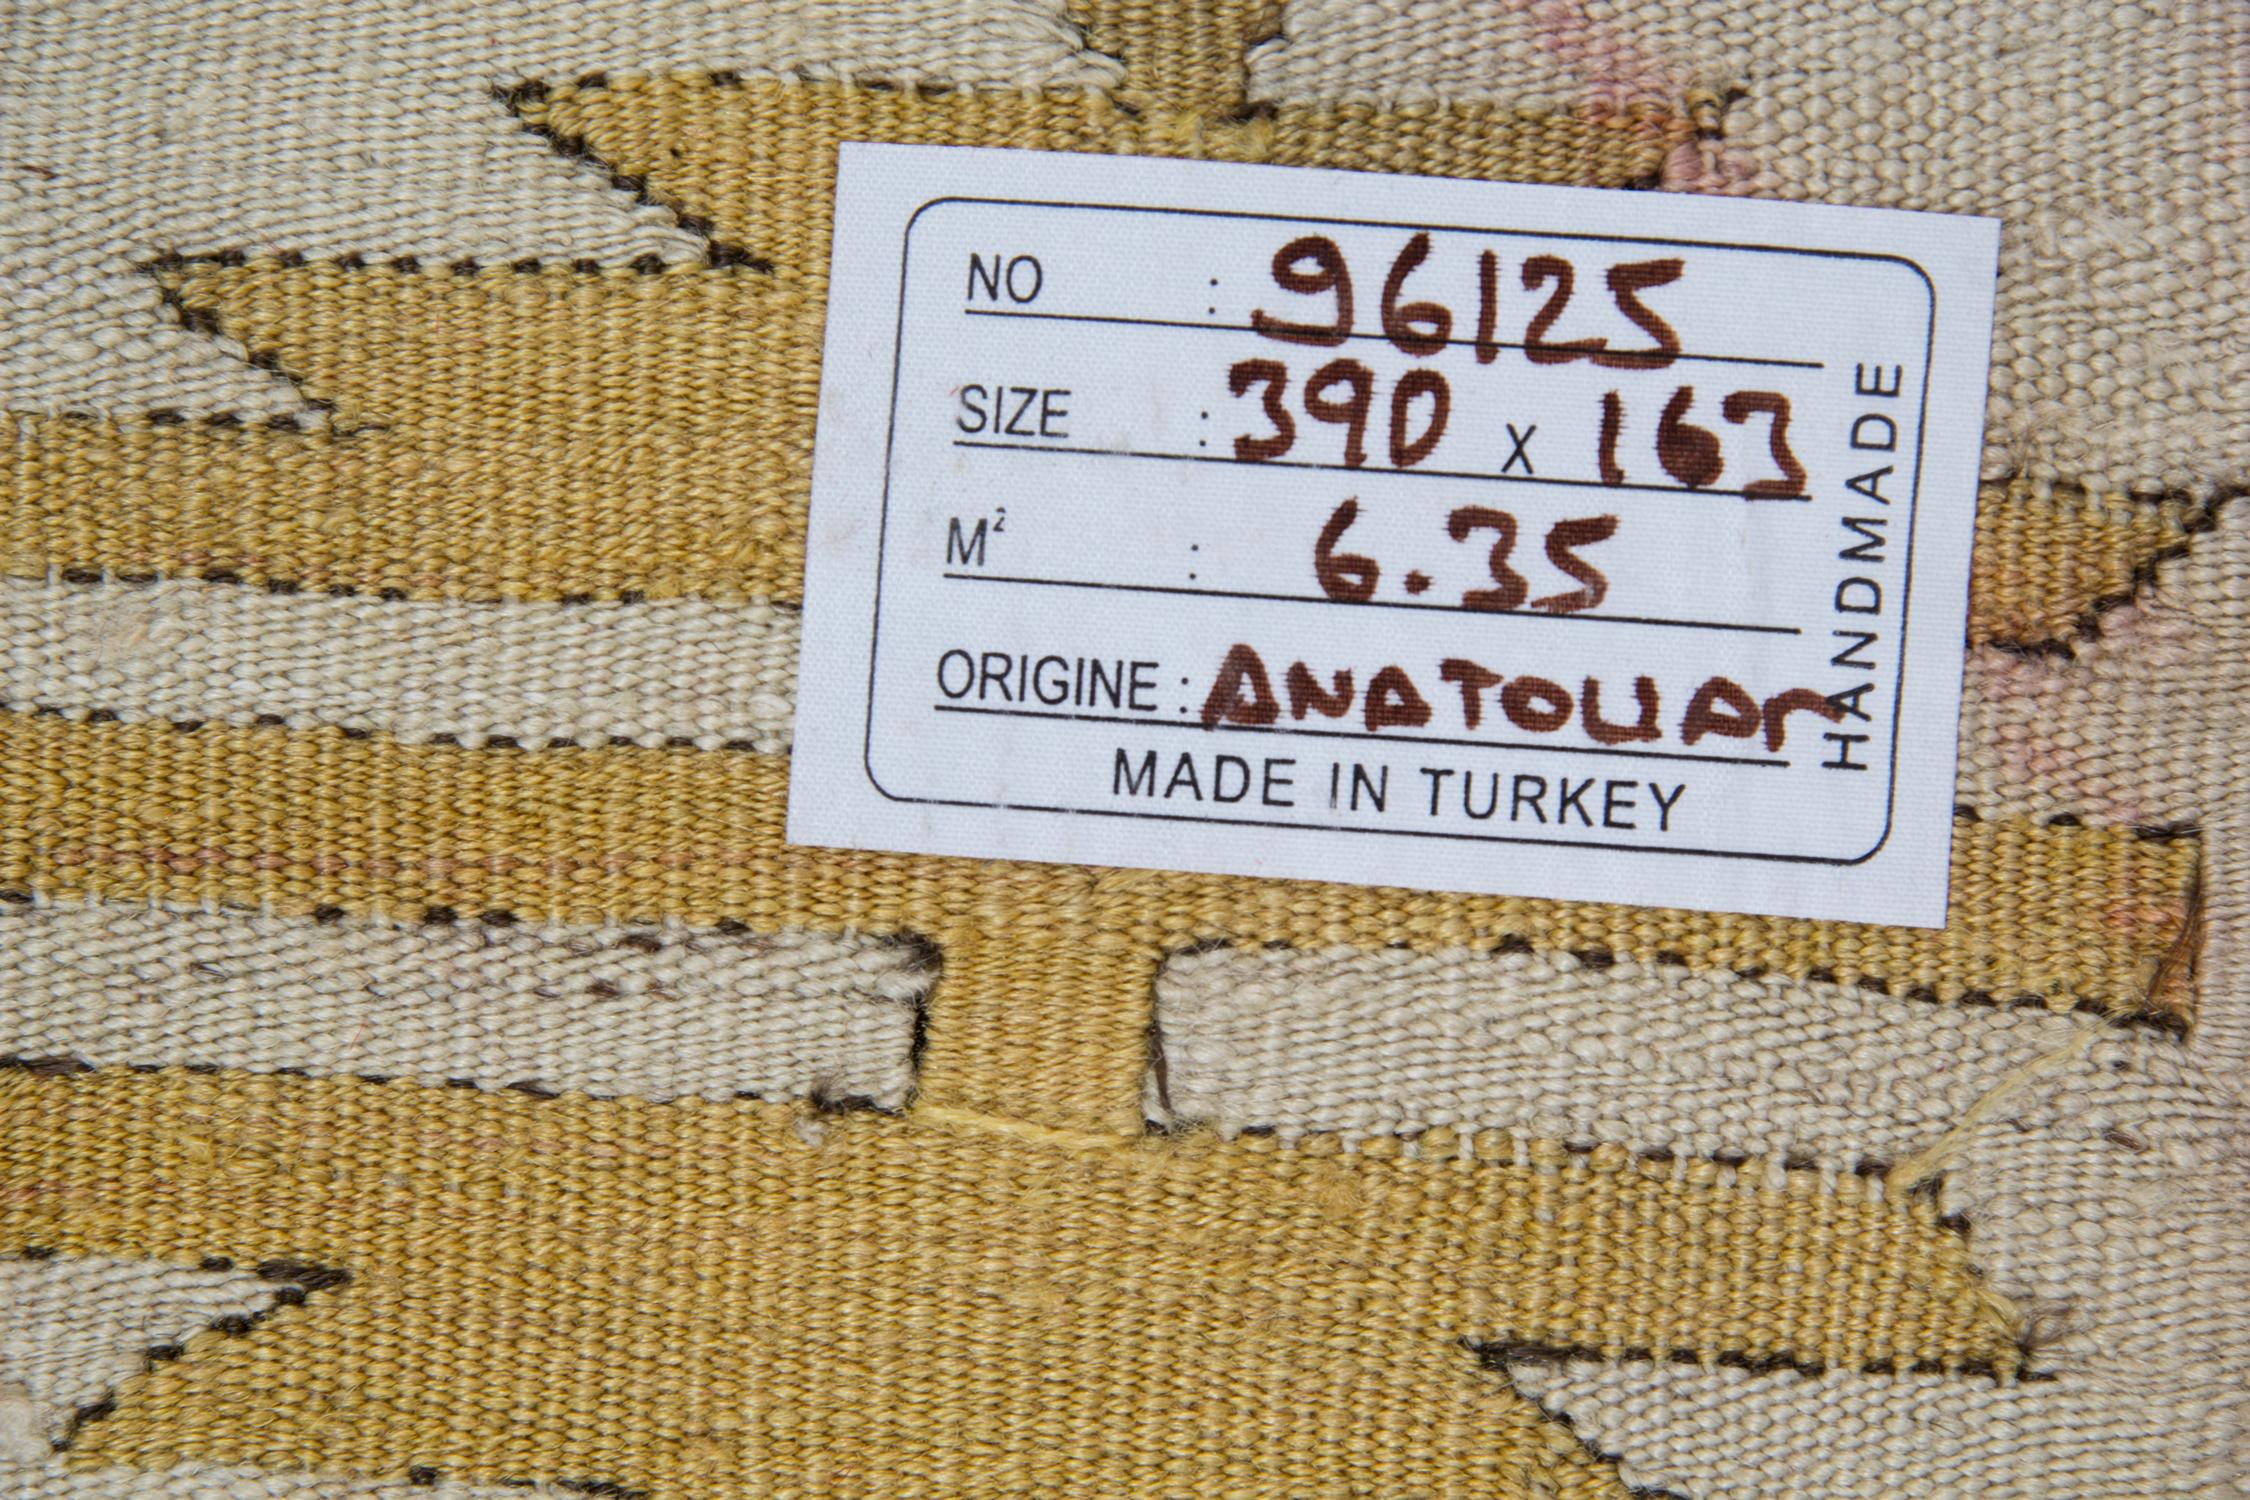 NO : 96125
SIZE : 390 X 163
M² : 6.35
ORIGINE : ANATOLIAN
MADE IN TURKEY
HANDMADE